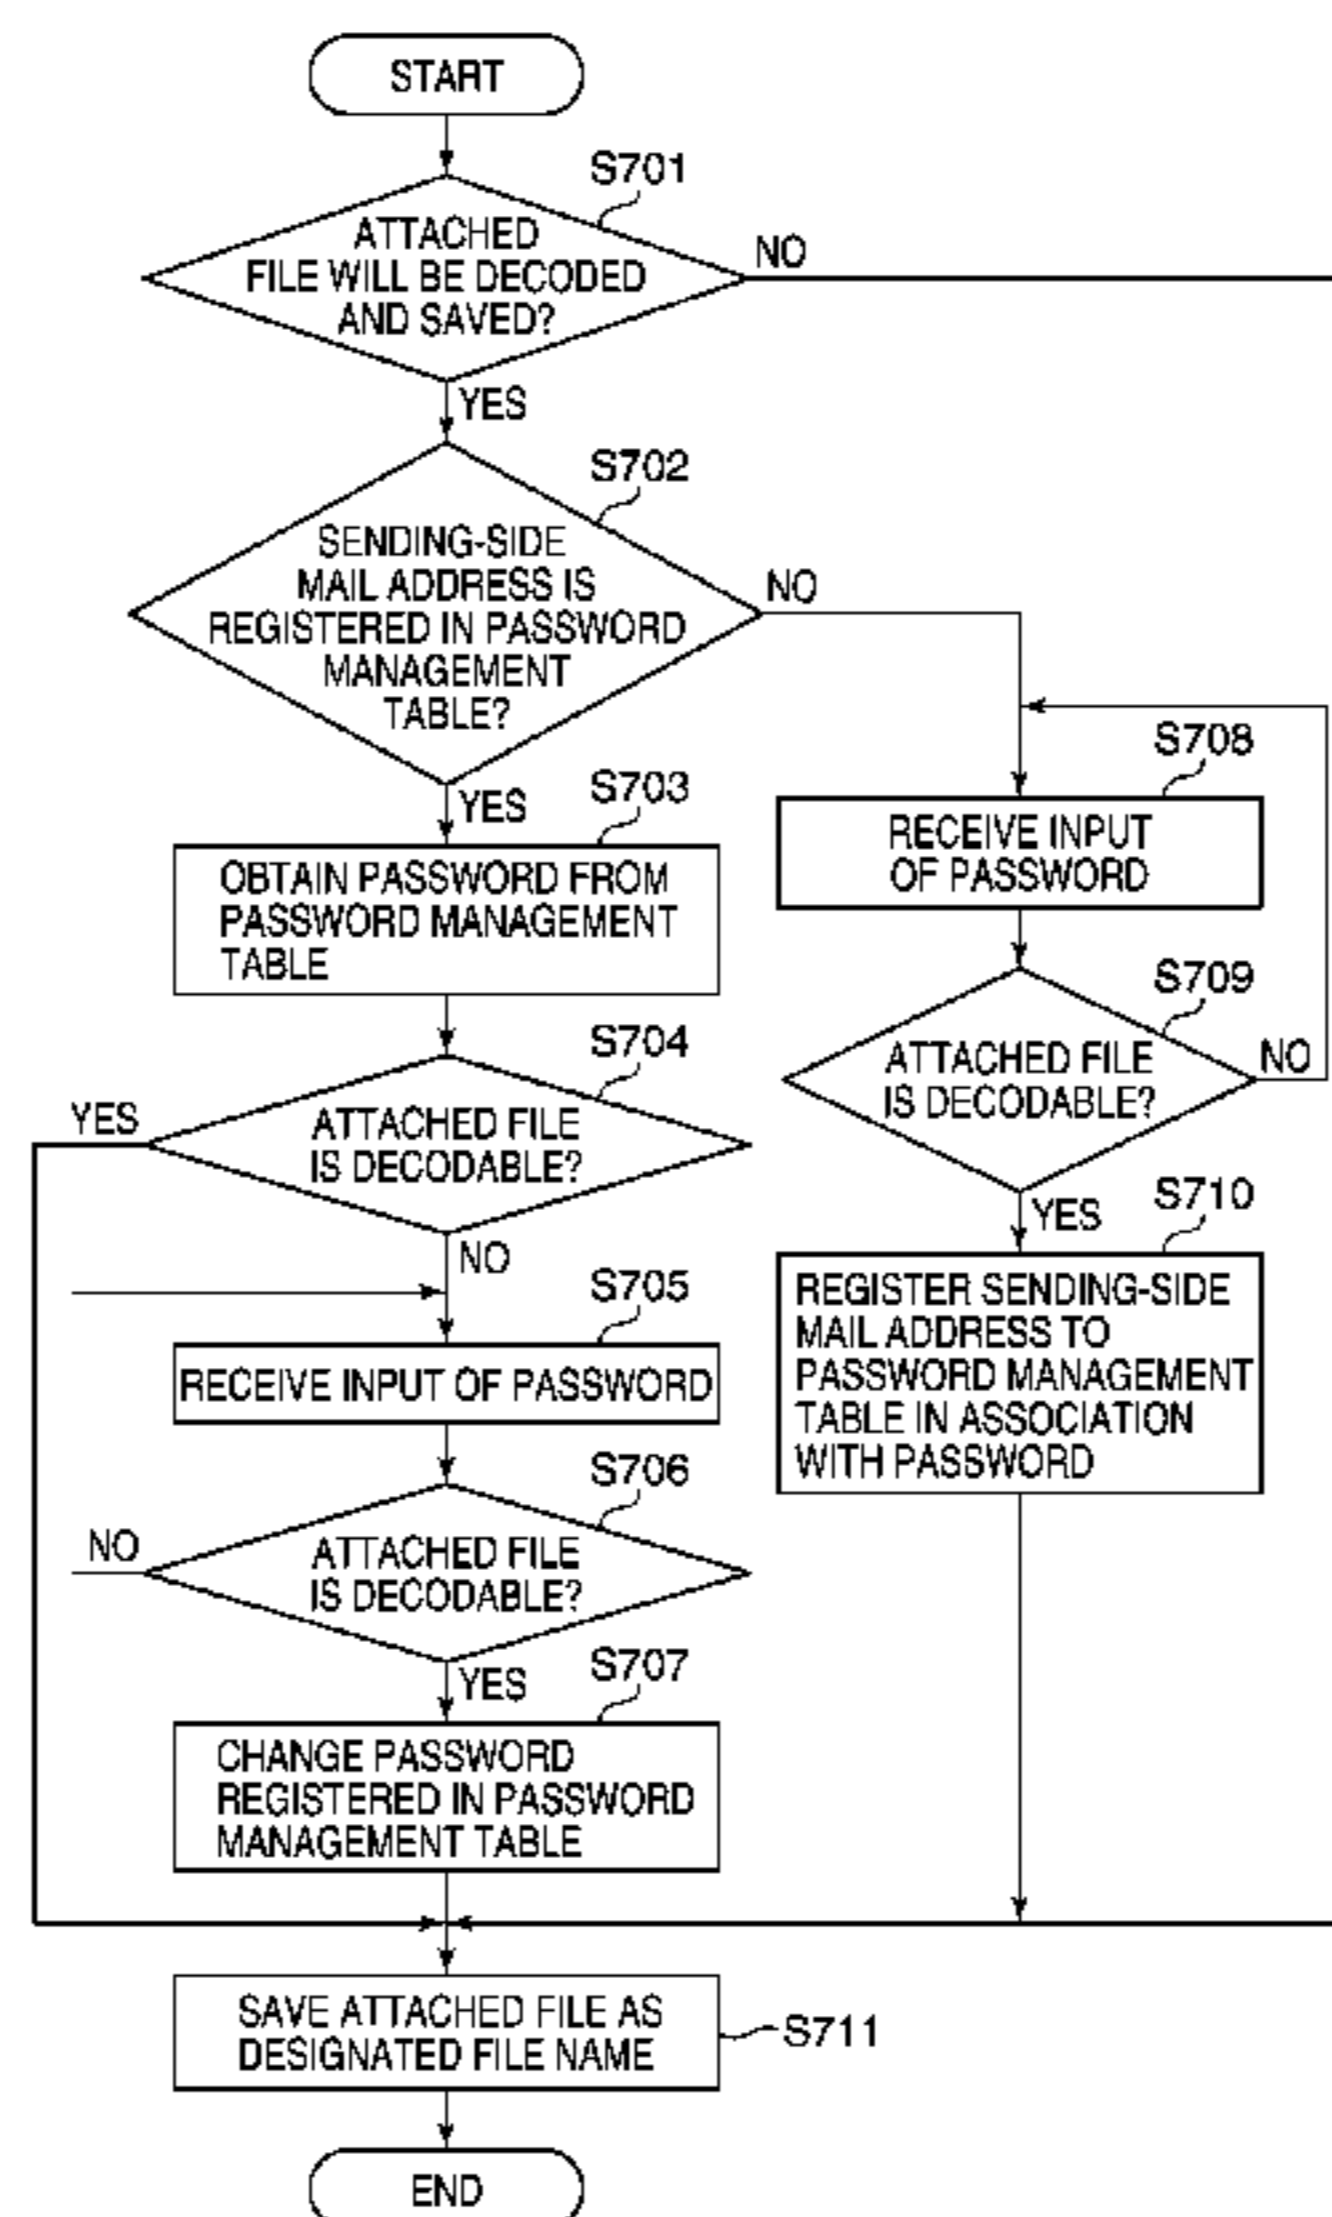 START
S701
ATTACHED
FILE WILL BE DECODED
AND SAVED?
NO
YES
S702
SENDING-SIDE
MAIL ADDRESS IS
REGISTERED IN PASSWORD
MANAGEMENT
TABLE?
NO
YES
S703
OBTAIN PASSWORD FROM
PASSWORD MANAGEMENT
TABLE
S704
ATTACHED FILE
IS DECODABLE?
YES
NO
S705
RECEIVE INPUT OF PASSWORD
S706
ATTACHED FILE
IS DECODABLE?
NO
YES
S707
CHANGE PASSWORD
REGISTERED IN PASSWORD
MANAGEMENT TABLE
S708
RECEIVE INPUT
OF PASSWORD
S709
ATTACHED FILE
IS DECODABLE?
NO
YES
S710
REGISTER SENDING-SIDE
MAIL ADDRESS TO
PASSWORD MANAGEMENT
TABLE IN ASSOCIATION
WITH PASSWORD
SAVE ATTACHED FILE AS
DESIGNATED FILE NAME
S711
END